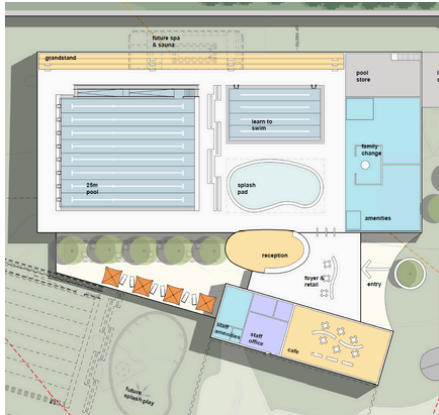 future spa
& sauna
grandstand
pool
store
learn to
swim
family
change
25m
pool
splash
pad
amenities
reception
foyer &
retail
entry
staff
amenities
staff
office
cafe
future
splash play